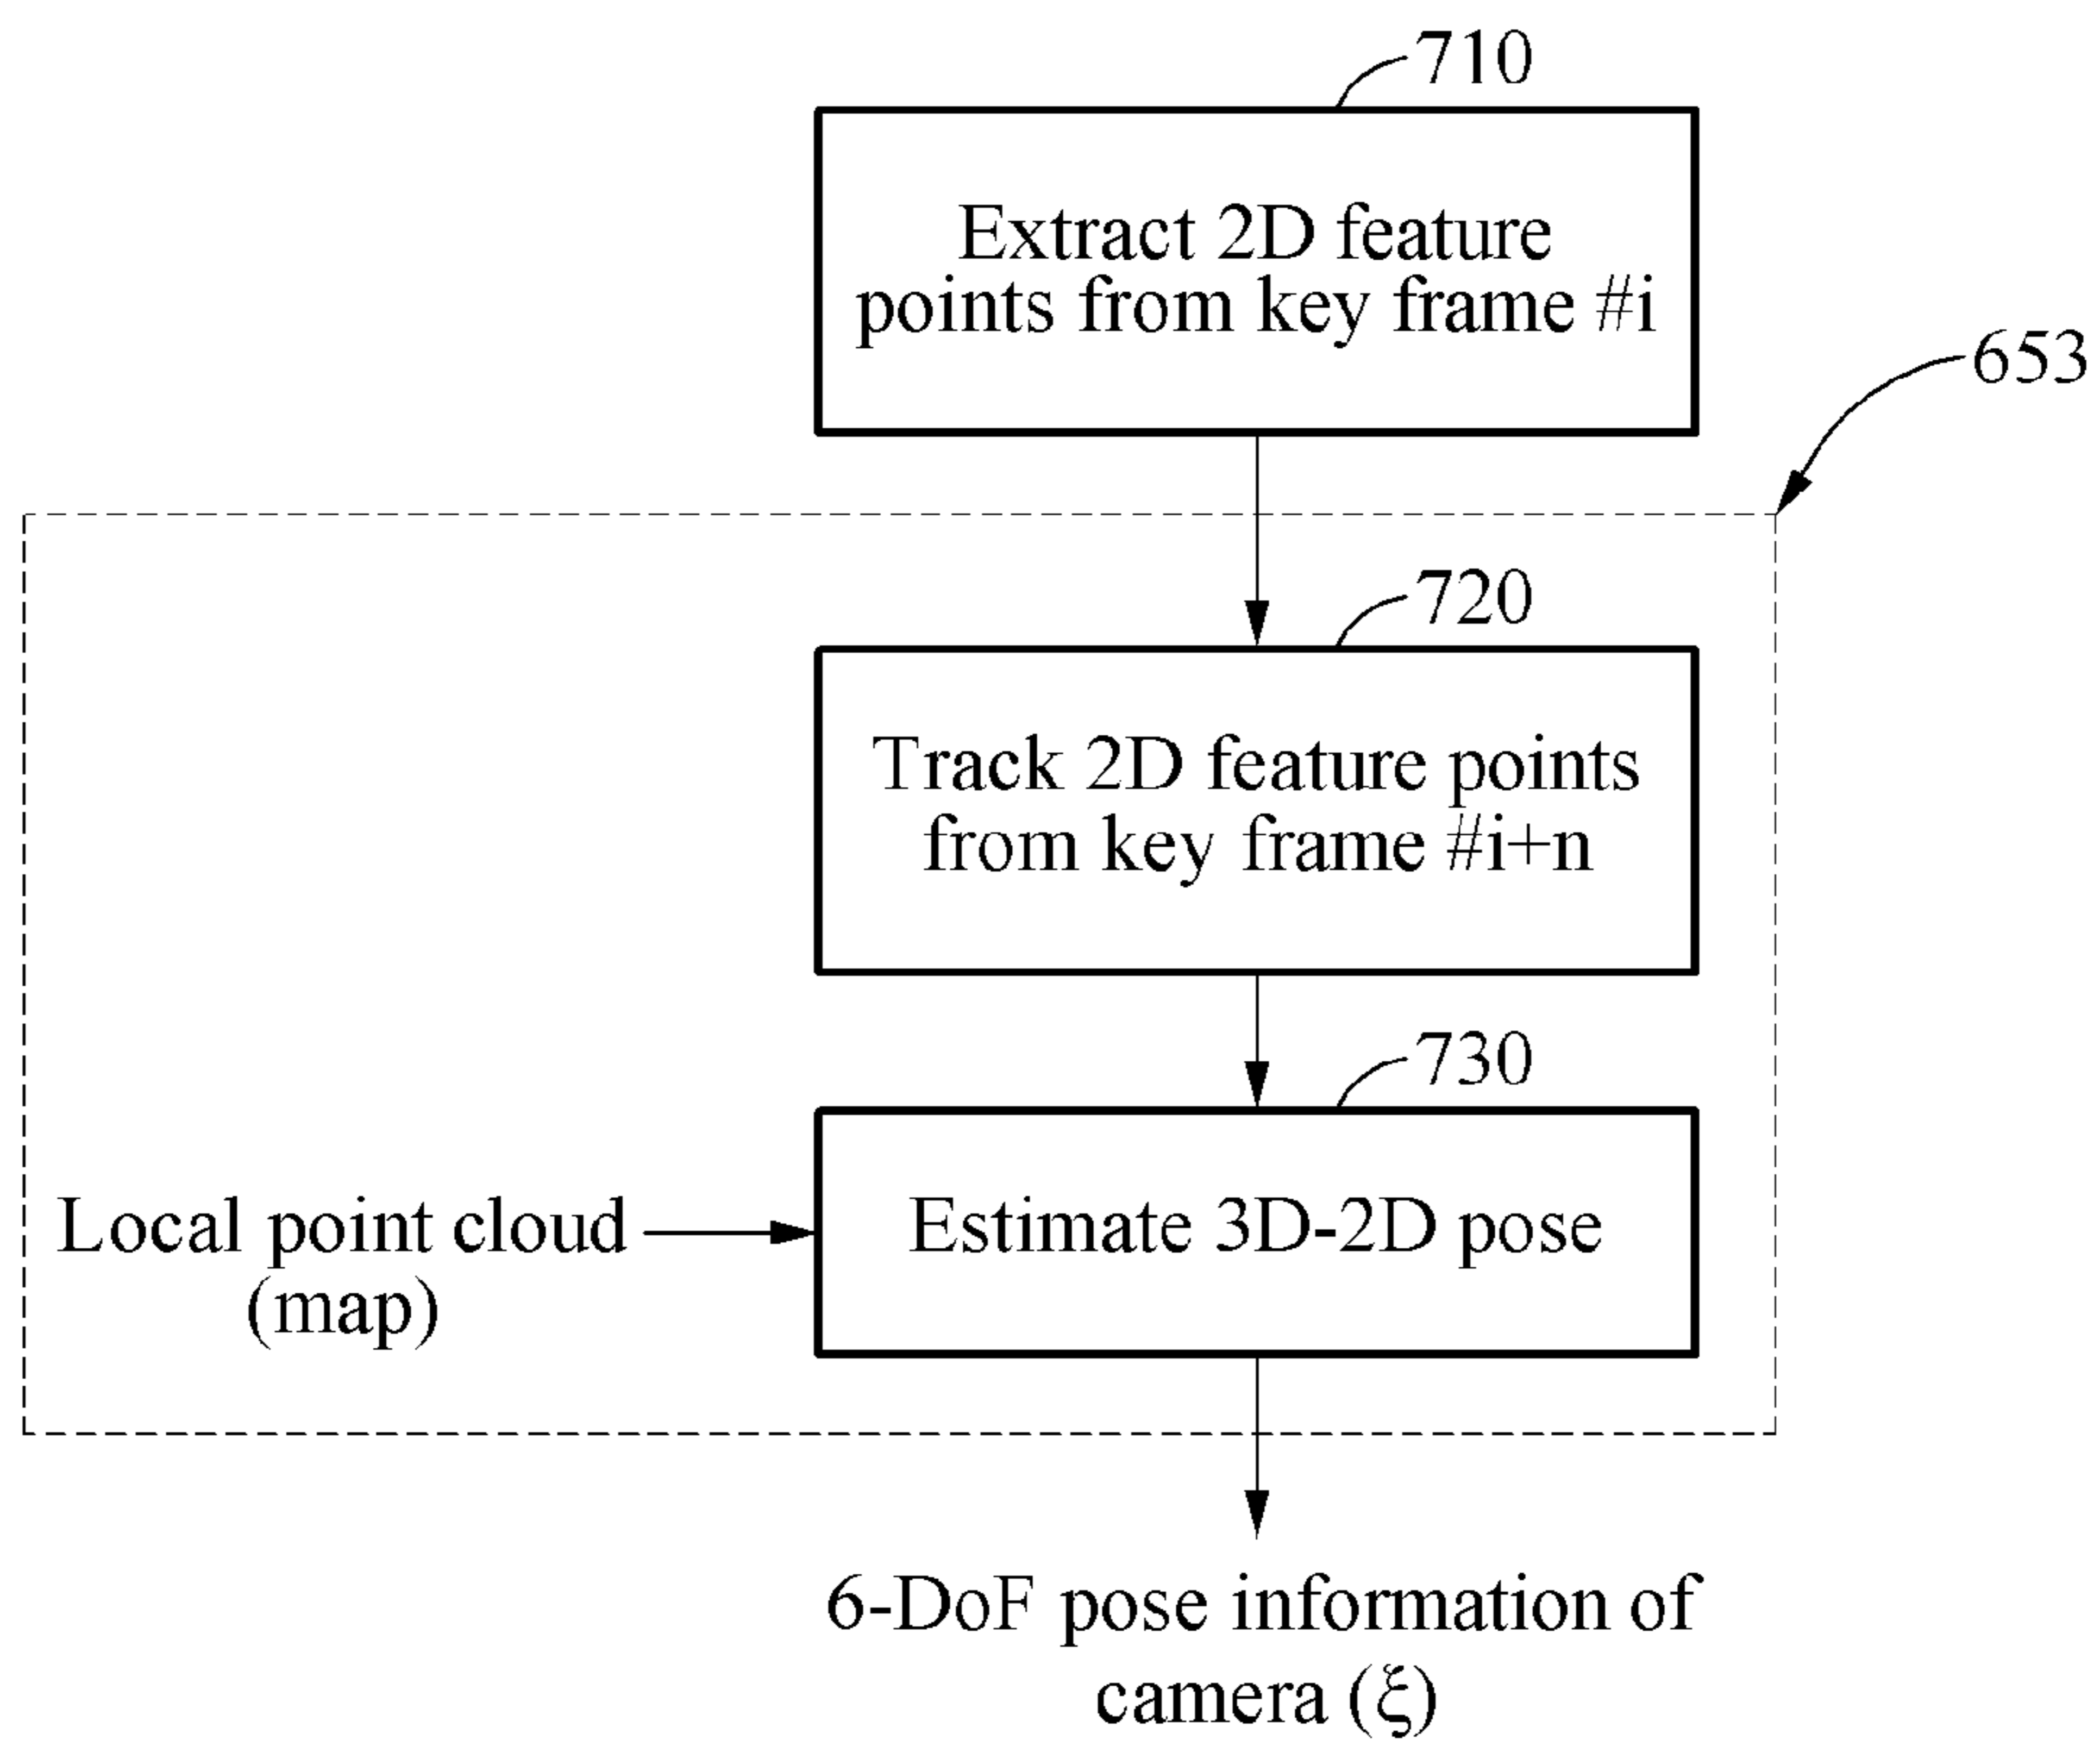 710
Extract 2D feature
points from key frame #i
653
720
Track 2D feature points
from key frame #i+n
730
Local point cloud
(map)
Estimate 3D-2D pose
6-DoF pose information of
camera (ξ)